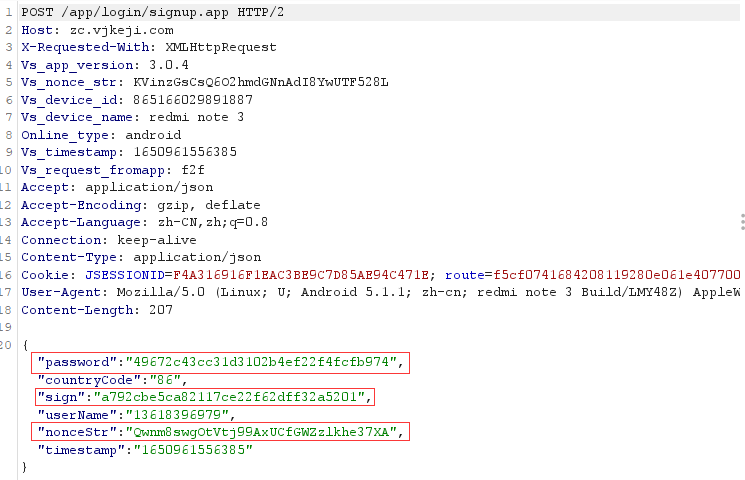 1 POST /app/login/signup.app HTTP/2
2 Host: zc.vjkeji.com
3 X-Requested-With: XMLHttpRequest
4 Vs_app_version: 3.0.4
5 Vs_nonce_str: KVinzGsCsQ6O2hmdGNnAdI8YwUTF528L
6 Vs_device_id: 865166029891887
7 Vs_device_name: redmi note 3
8 Online_type: android
9 Vs_timestamp: 1650961556385
10 Vs_request_fromapp: f2f
11 Accept: application/json
12 Accept-Encoding: gzip, deflate
13 Accept-Language: zh-CN,zh;q=0.8
14 Connection: keep-alive
15 Content-Type: application/json
16 Cookie: JSESSIONID=F4A316916F1EAC3BE9C7D85AE94C471E; route=f5cf0741684208119280e061e407700
17 User-Agent: Mozilla/5.0 (Linux; U; Android 5.1.1; zh-cn; redmi note 3 Build/LMY48Z) AppleW
18 Content-Length: 207
19
20 {
"password":"49672c43cc31d3102b4ef22f4fcfb974",
"countryCode":"86",
"sign":"a792cbe5ca82117ce22f62dff32a5201",
"userName":"13618396979",
"nonceStr":"Qwnm8swgOtVtj99AxUCfGWZzlkhe37XA",
"timestamp":"1650961556385"
}